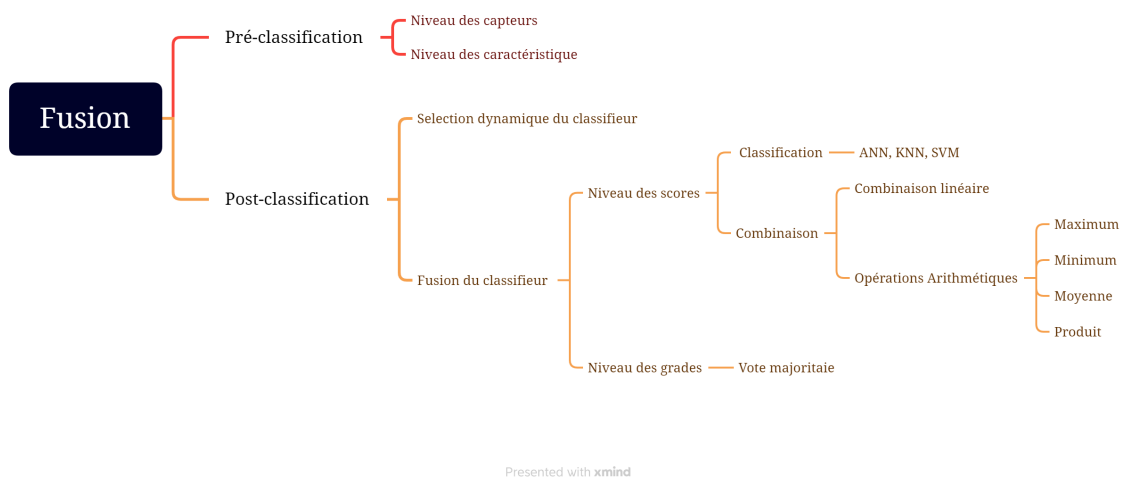 Fusion
Pré-classification
Niveau des capteurs
Niveau des caractéristique
Post-classification
Selection dynamique du classifieur
Fusion du classifieur
Niveau des scores
Classification
ANN, KNN, SVM
Combinaison
Combinaison linéaire
Opérations Arithmétiques
Maximum
Minimum
Moyenne
Produit
Niveau des grades
Vote majoritaie
Presented with xmind